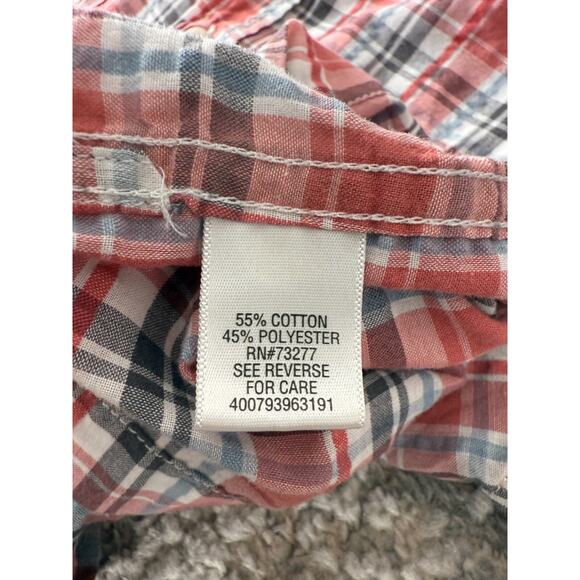 55% COTTON
45% POLYESTER
RN#73277
SEE REVERSE
FOR CARE
400793963191